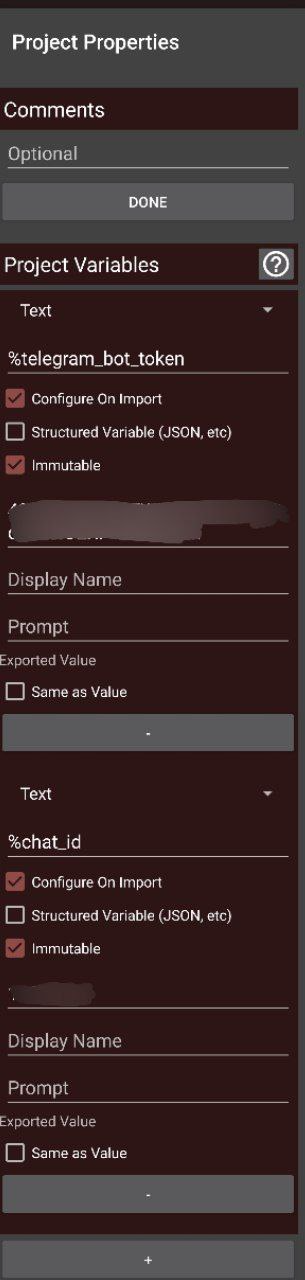 Project Properties
Comments
Optional
DONE
Project Variables
Text
%telegram_bot_token
Configure On Import
Structured Variable (JSON, etc)
Immutable
Display Name
Prompt
Exported Value
Same as Value
-
Text
%chat_id
Configure On Import
Structured Variable (JSON, etc)
Immutable
Display Name
Prompt
Exported Value
Same as Value
-
+